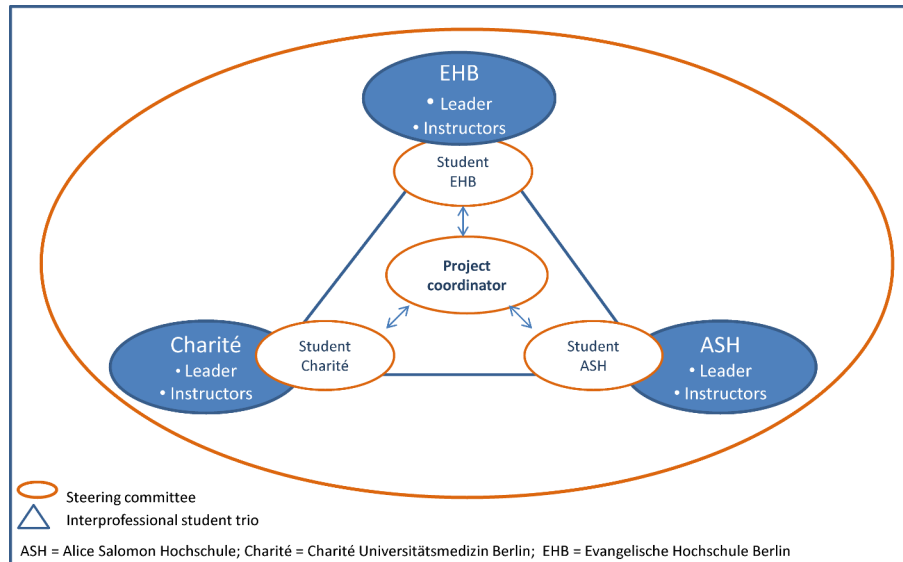 EHB
• Leader
• Instructors
Student
EHB
Project
coordinator
Charité
• Leader
• Instructors
Student
Charité
Student
ASH
ASH
• Leader
• Instructors
Steering committee
Interprofessional student trio
ASH = Alice Salomon Hochschule; Charité = Charité Universitätsmedizin Berlin; EHB = Evangelische Hochschule Berlin